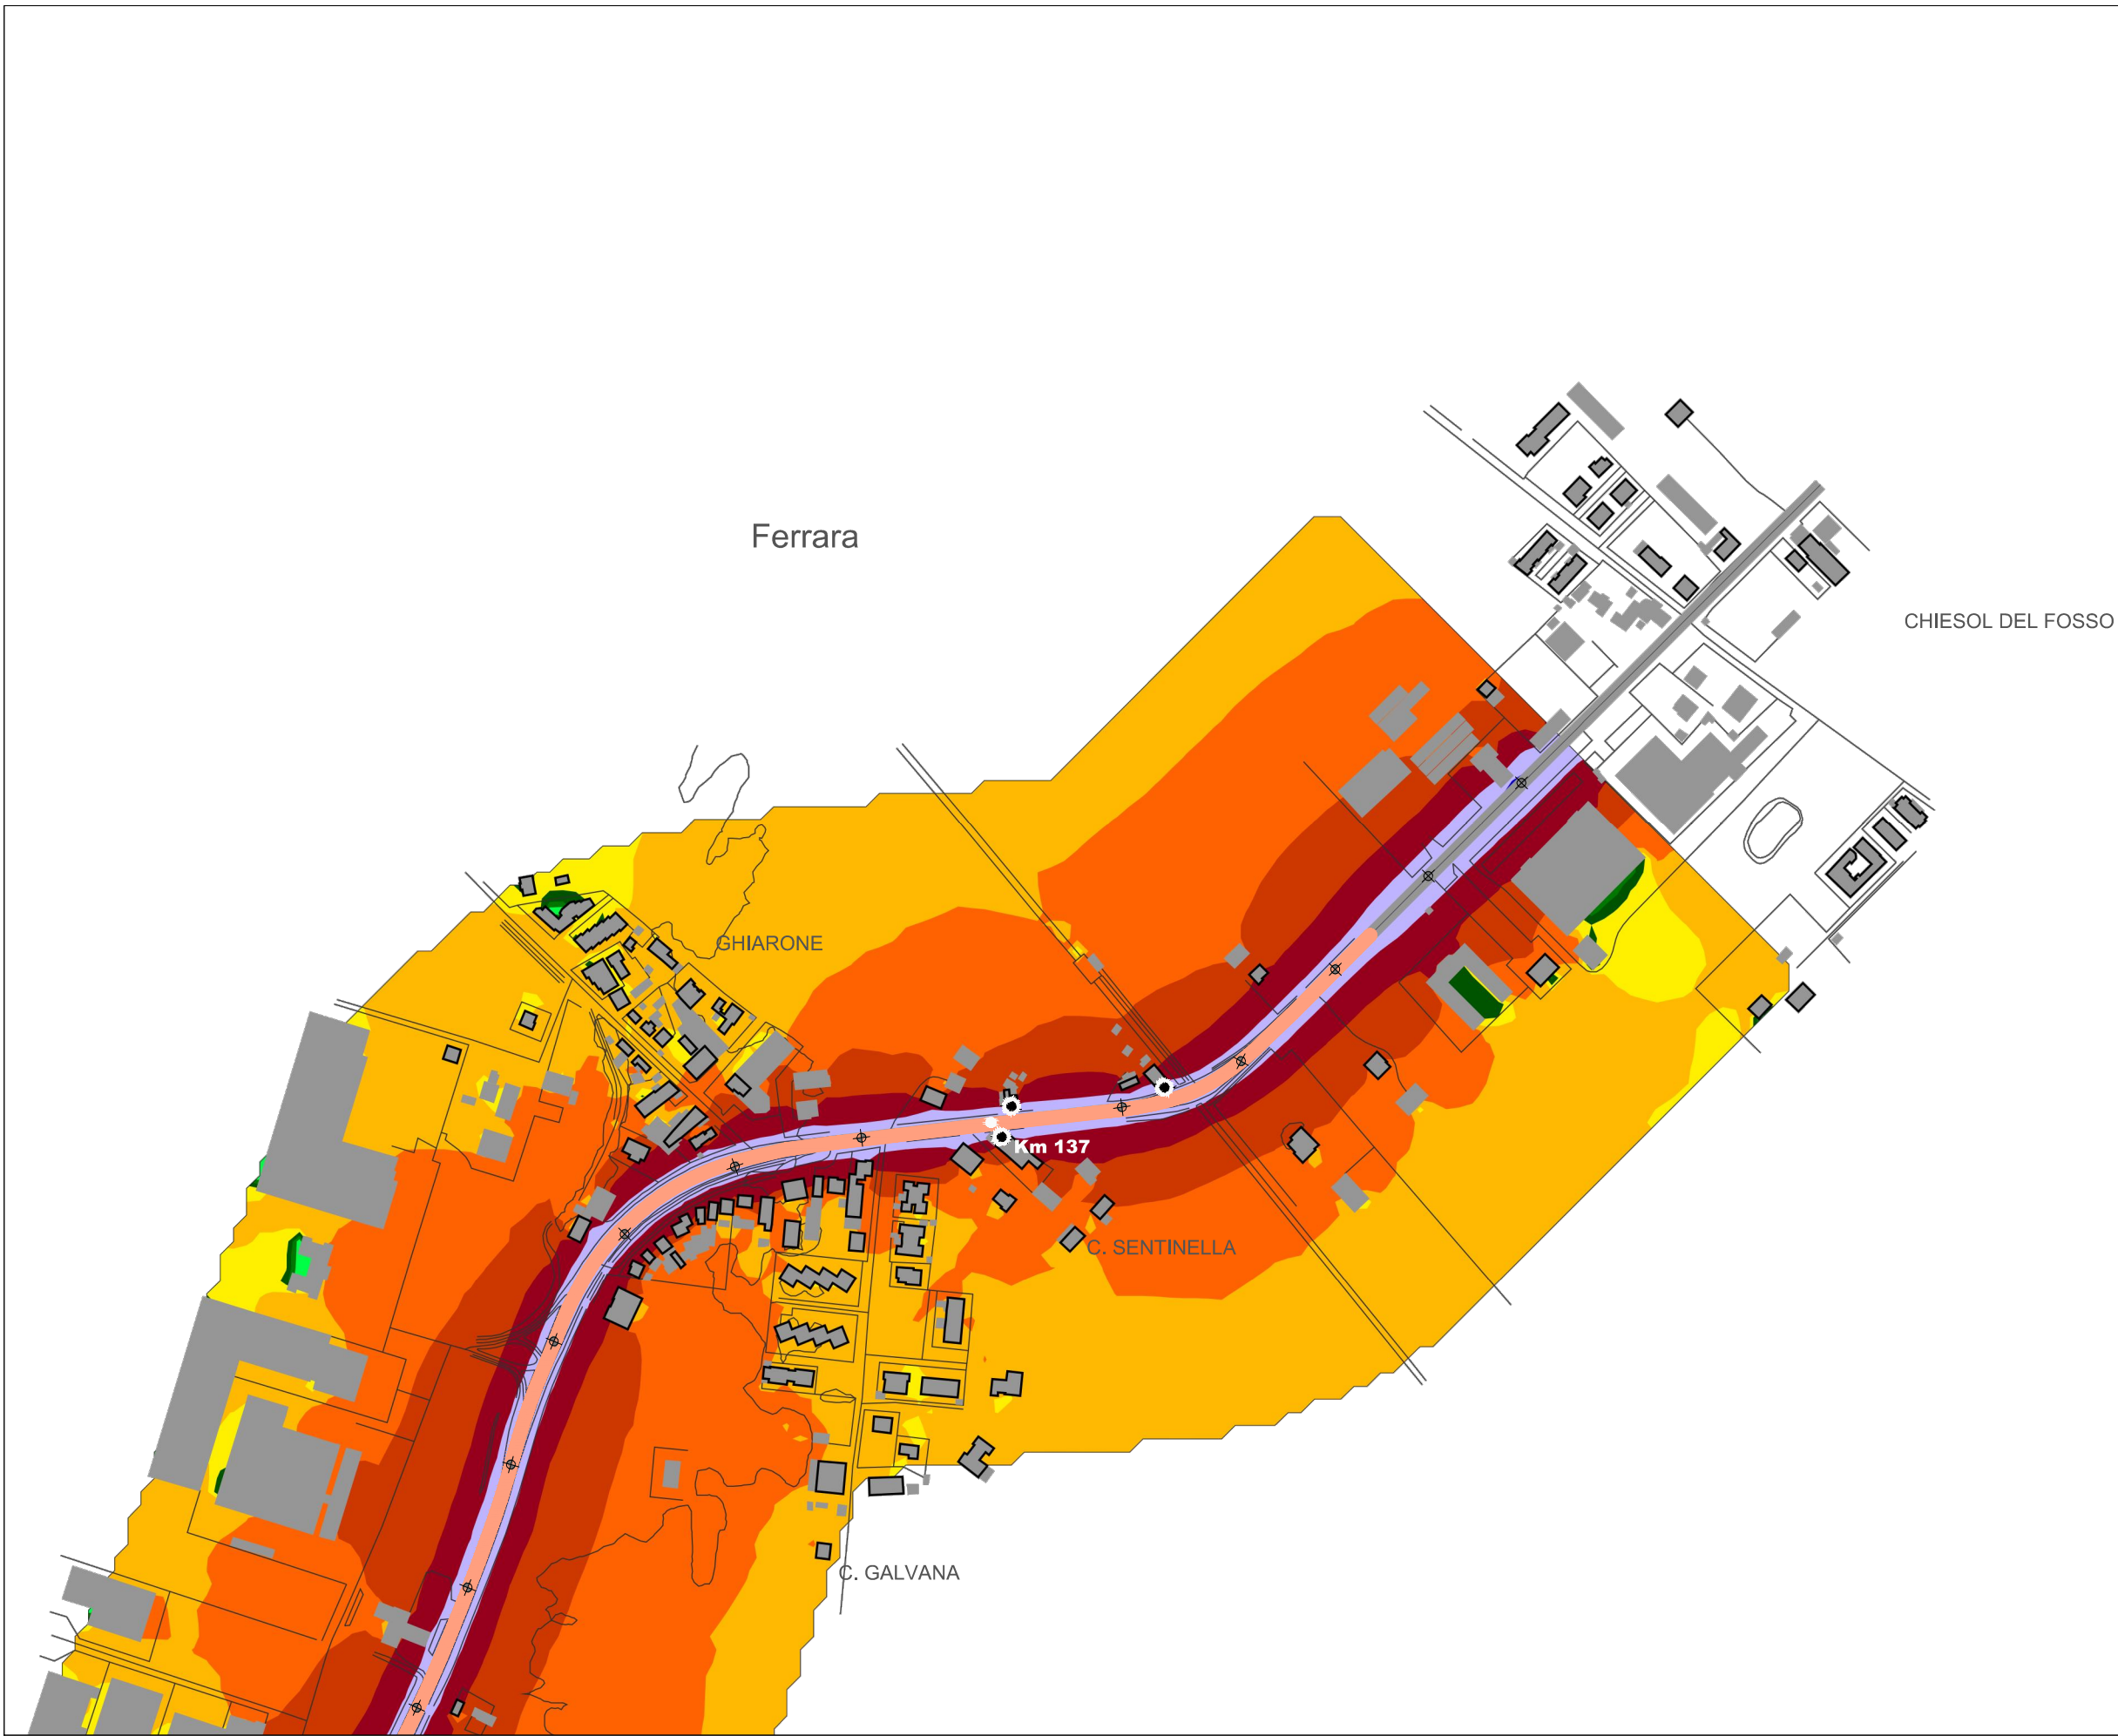 Ferrara
CHIESOL DEL FOSSO
GHIARONE
Km 137
C. SENTINELLA
C. GALVANA